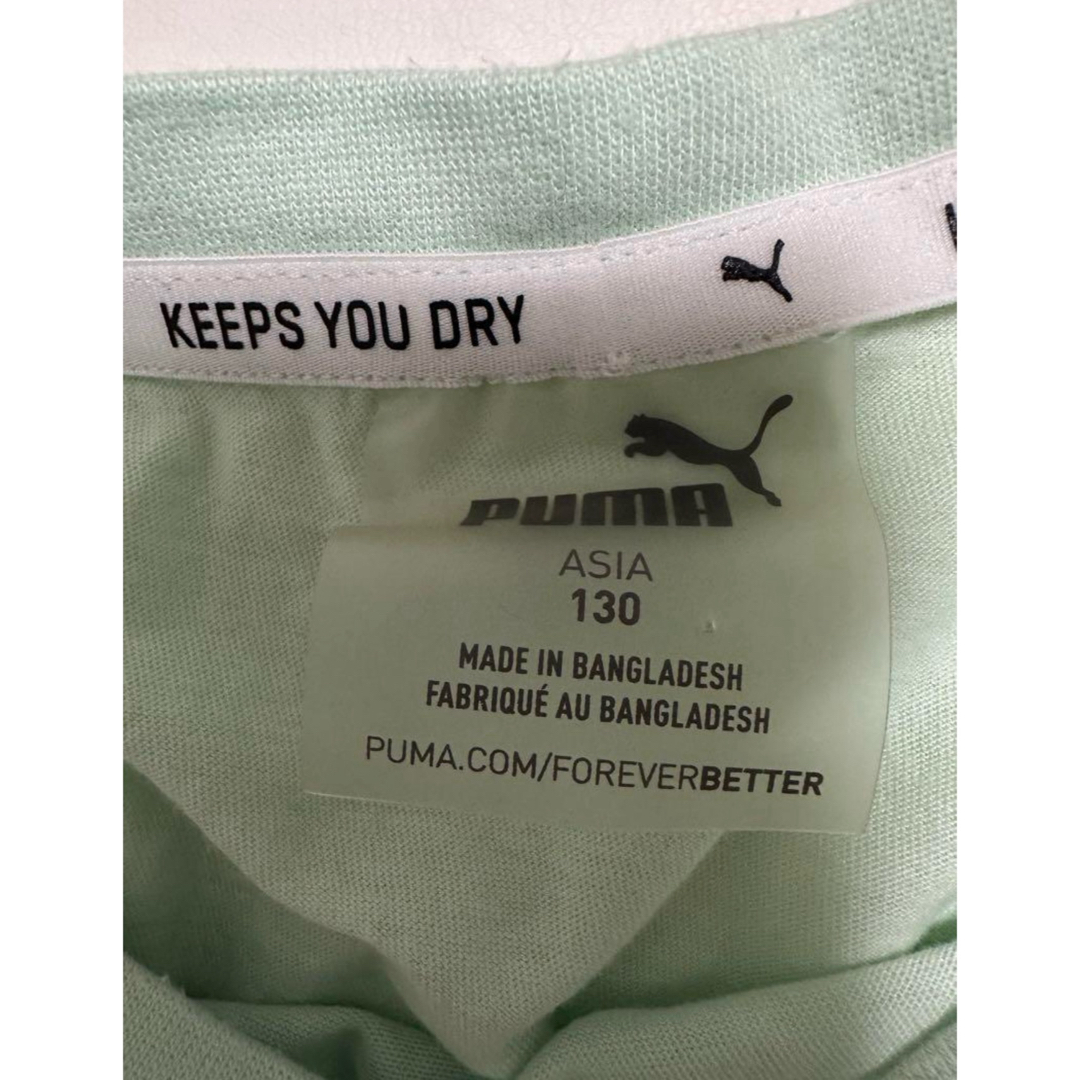 KEEPS YOU DRY
PUMA
ASIA
130
MADE IN BANGLADESH
FABRIQUÉ AU BANGLADESH
PUMA.COM/FOREVERBETTER